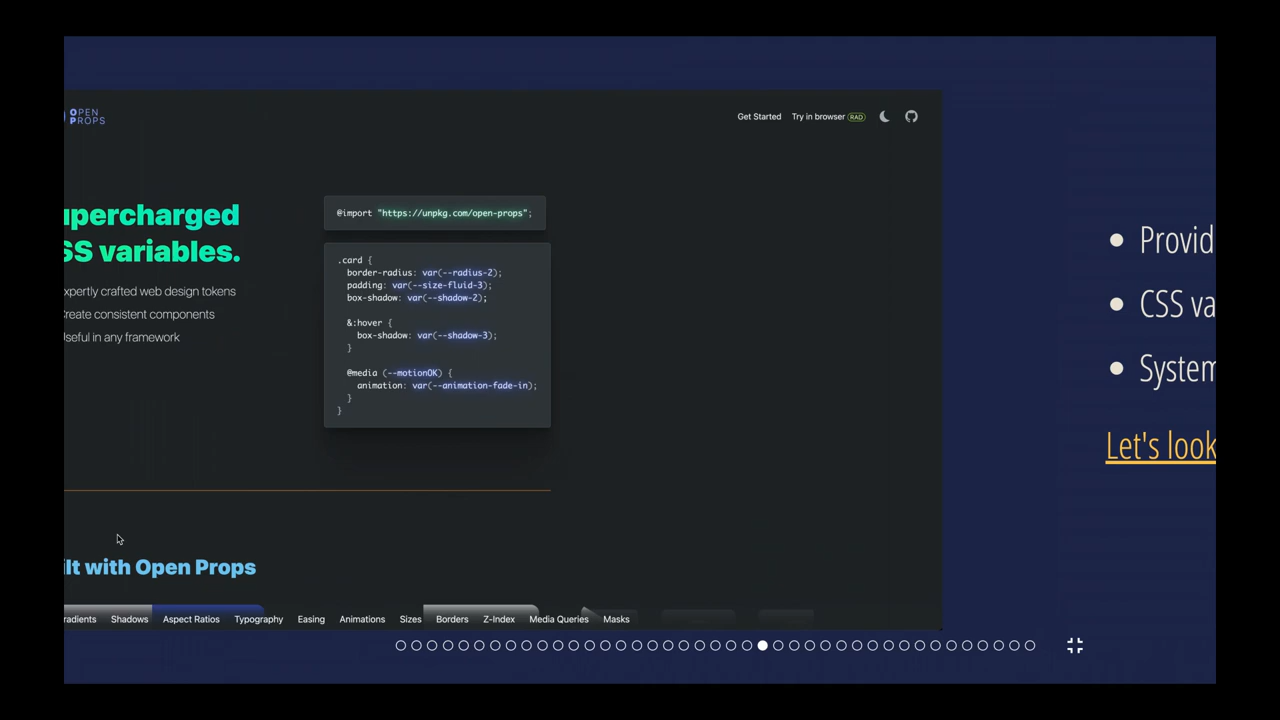 OPEN
PROPS
Get Started
Try in browser RAD
upercharged
SS variables.
xpertly crafted web design tokens
Create consistent components
Useful in any framework
@import "https://unpkg.com/open-props";
.card {
border-radius: var(--radius-2);
padding: var(--size-fluid-3);
box-shadow: var(--shadow-2);
&:hover {
box-shadow: var(--shadow-3);
}
@media (--motionOK) {
animation: var(--animation-fade-in);
}
}
ilt with Open Props
radients Shadows Aspect Ratios Typography Easing Animations Sizes Borders Z-Index Media Queries Masks
• Provid
• CSS va
• System
Let's look